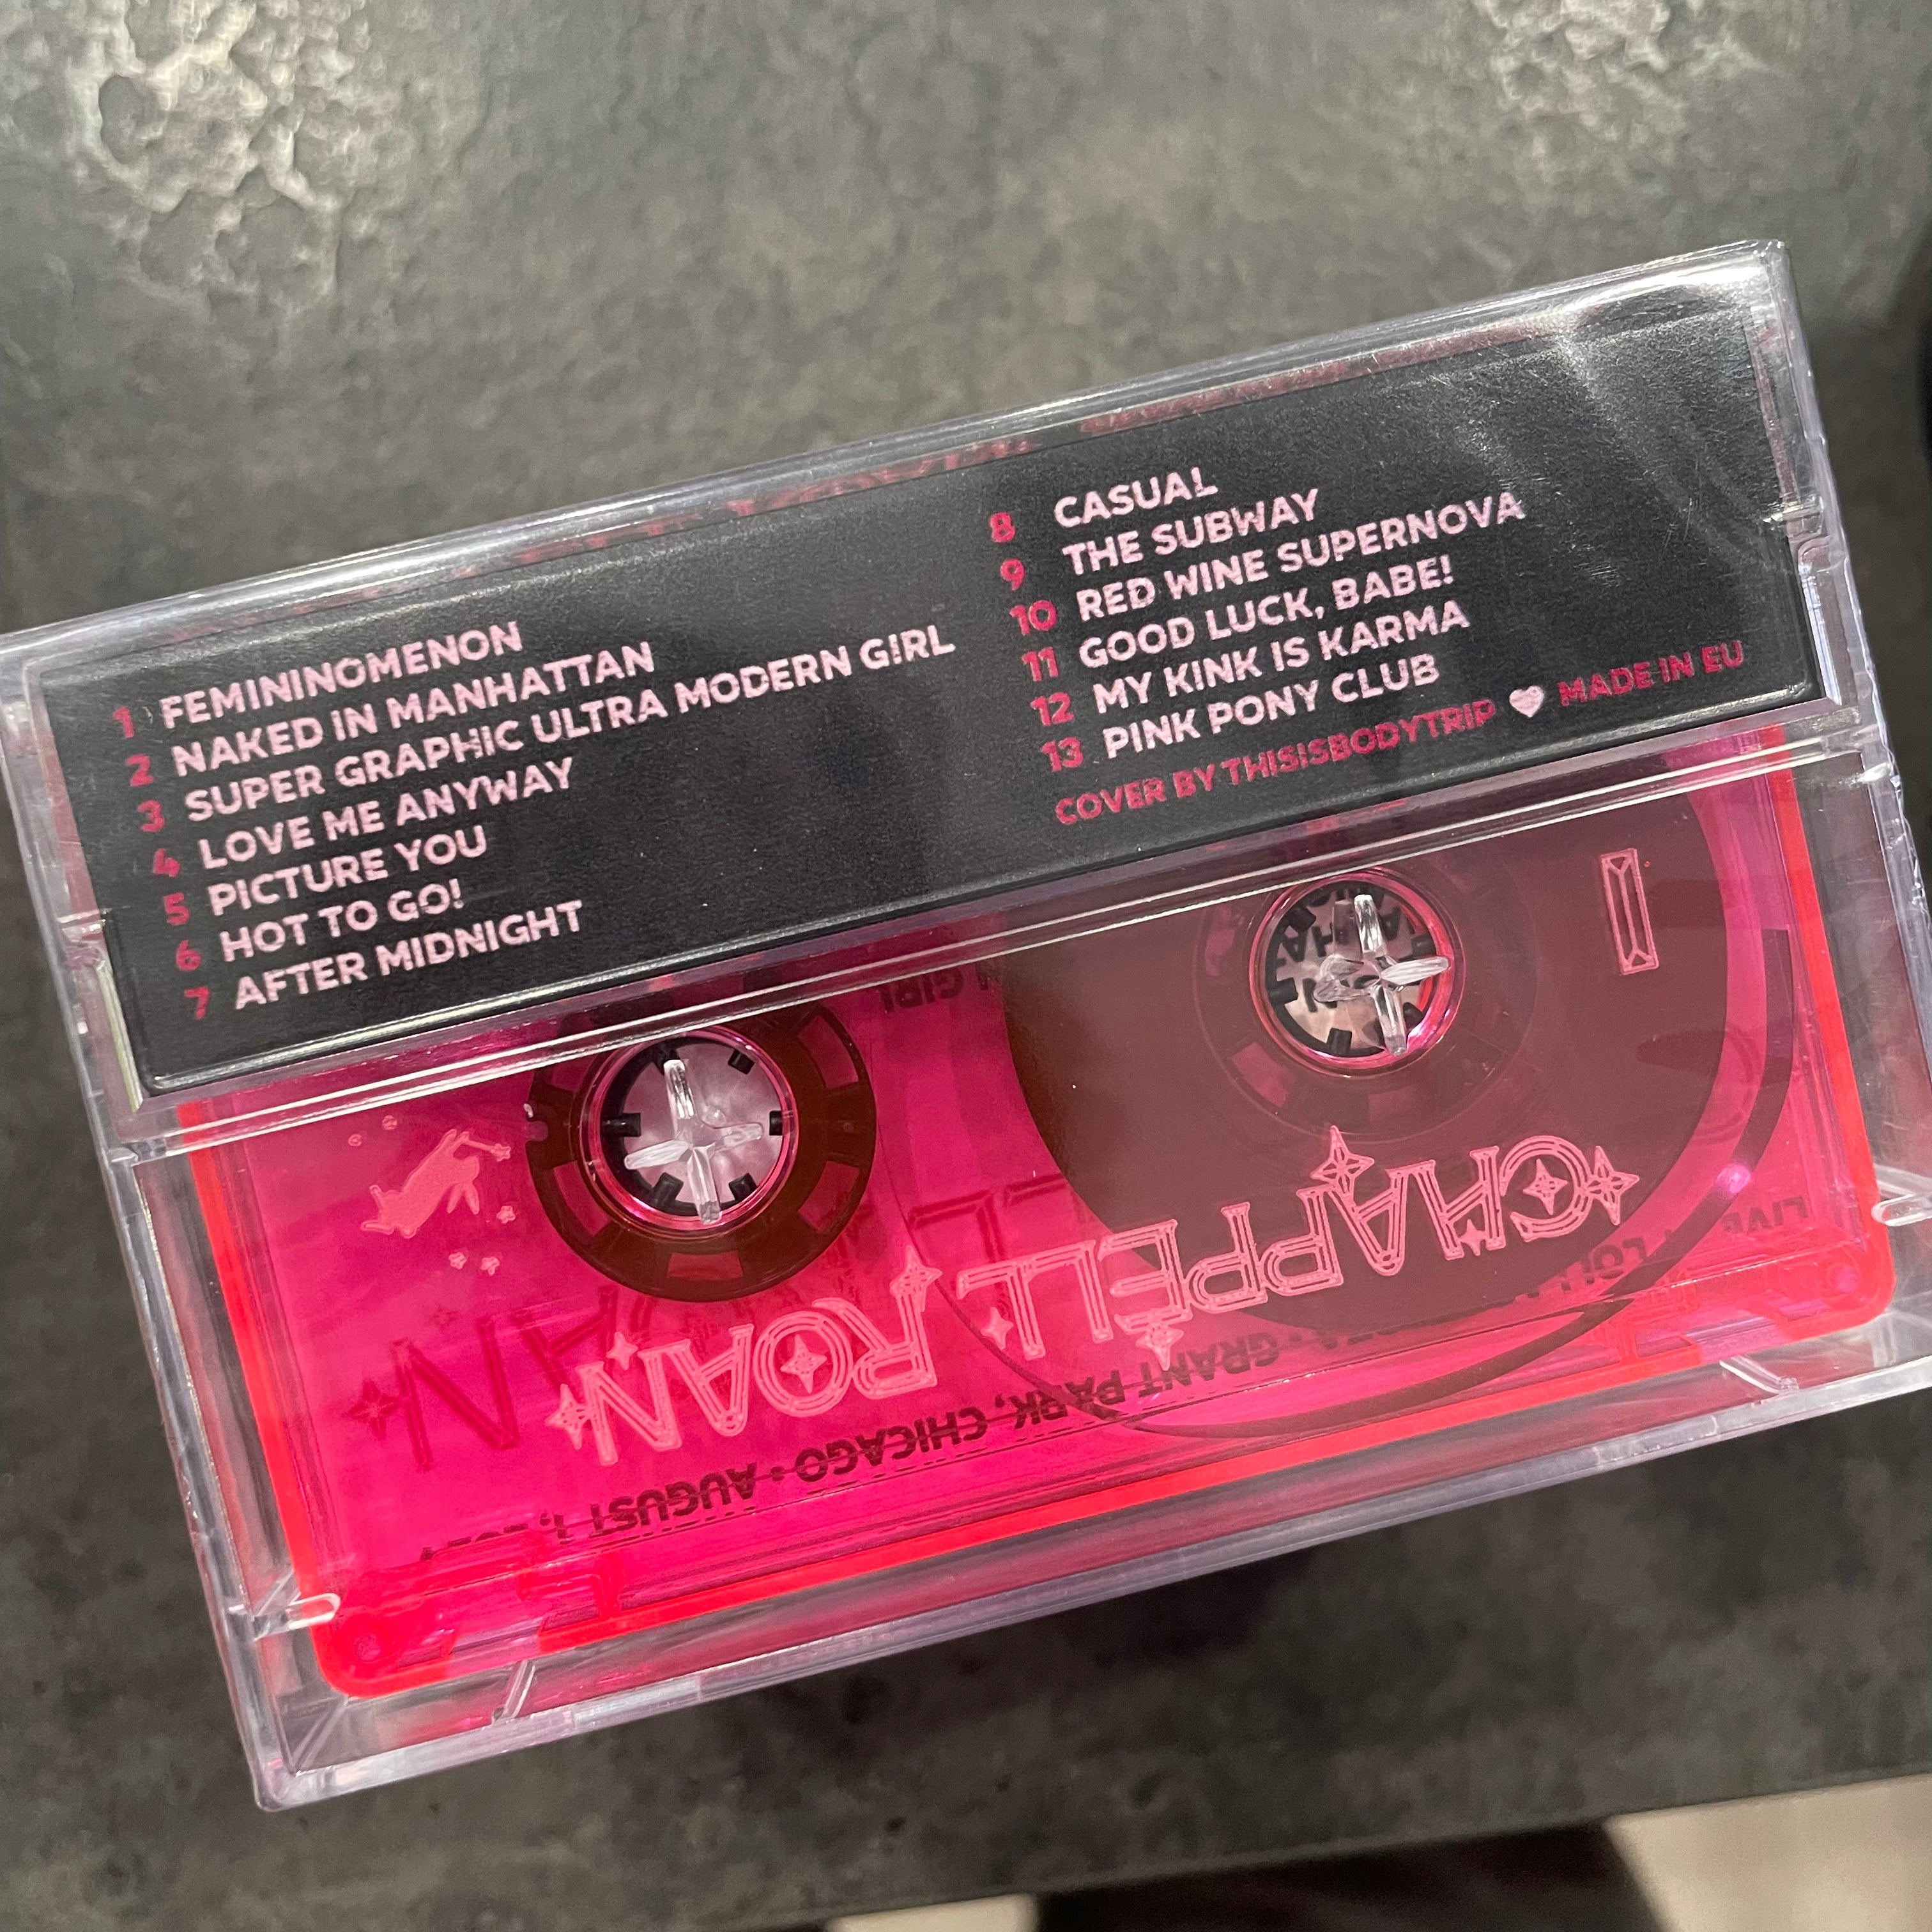 1 FEMININOMENON
2 NAKED IN MANHATTAN
3 SUPER GRAPHIC ULTRA MODERN GIRL
4 LOVE ME ANYWAY
5 PICTURE YOU
6 HOT TO GO!
7 AFTER MIDNIGHT
8 CASUAL
9 THE SUBWAY
10 RED WINE SUPERNOVA
11 GOOD LUCK, BABE!
12 MY KINK IS KARMA
13 PINK PONY CLUB
COVER BY THISISBODYTRIP ♥ MADE IN EU
I
CHAPPELL ROAN
GRANT PARK, CHICAGO • AUGUST 1,